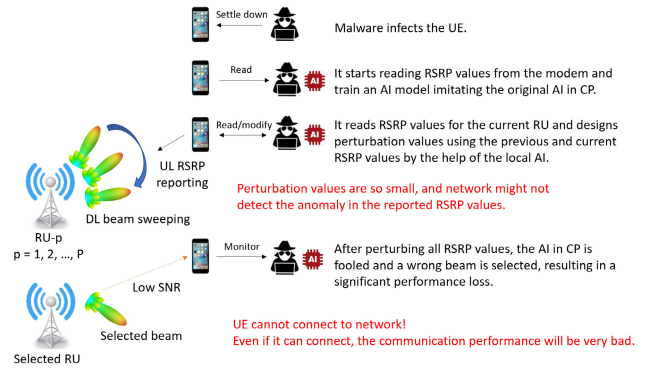 Settle down
Malware infects the UE.
Read
AI
It starts reading RSRP values from the modem and
train an AI model imitating the original AI in CP.
Read/modify
AI
It reads RSRP values for the current RU and designs
perturbation values using the previous and current
RSRP values by the help of the local AI.
UL RSRP
reporting
Perturbation values are so small, and network might not
detect the anomaly in the reported RSRP values.
DL beam sweeping
RU-p
p = 1, 2, ..., P
Monitor
AI
After perturbing all RSRP values, the AI in CP is
fooled and a wrong beam is selected, resulting in a
significant performance loss.
Low SNR
Selected beam
UE cannot connect to network!
Even if it can connect, the communication performance will be very bad.
Selected RU